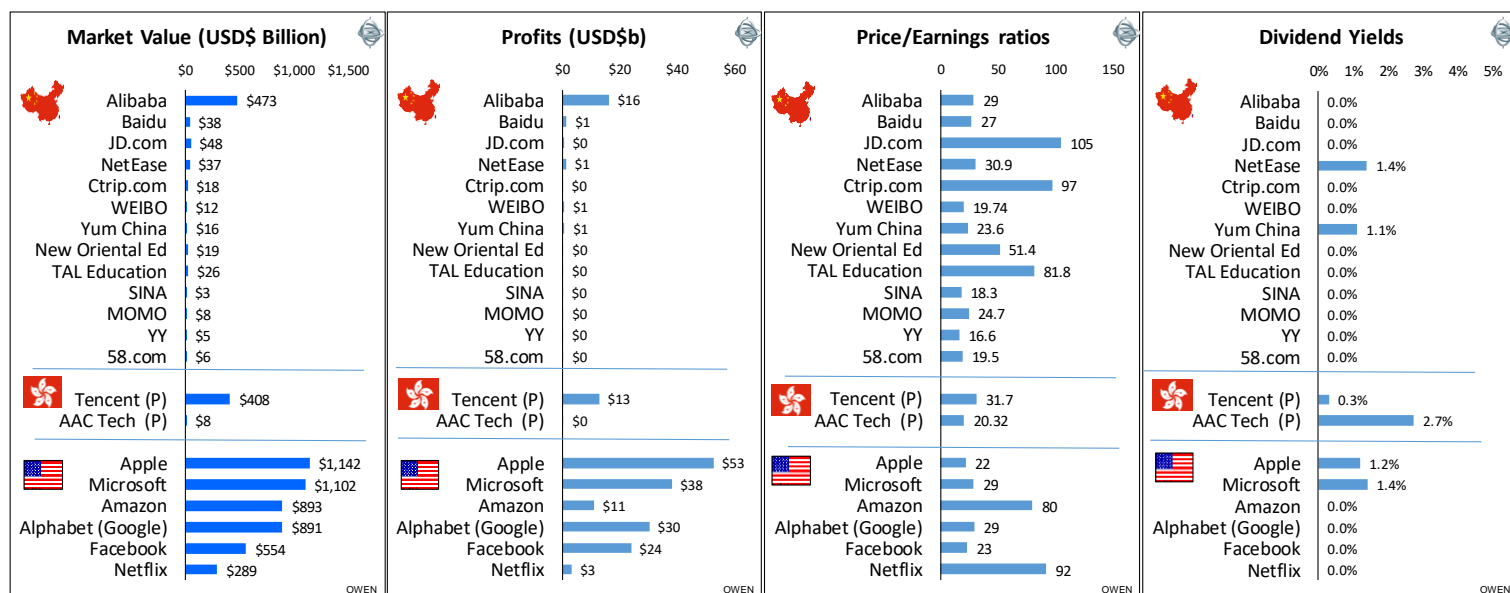 Market Value (USD$ Billion)
$0 $500 $1,000 $1,500
Alibaba $473
Baidu $38
JD.com $48
NetEase $37
Ctrip.com $18
WEIBO $12
Yum China $16
New Oriental Ed $19
TAL Education $26
SINA $3
MOMO $8
YY $5
58.com $6
Tencent (P) $408
AAC Tech (P) $8
Apple $1,142
Microsoft $1,102
Amazon $893
Alphabet (Google) $891
Facebook $554
Netflix $289
OWEN
Profits (USD$b)
$0 $20 $40 $60
Alibaba $16
Baidu $1
JD.com $0
NetEase $1
Ctrip.com $0
WEIBO $1
Yum China $1
New Oriental Ed $0
TAL Education $0
SINA $0
MOMO $0
YY $0
58.com $0
Tencent (P) $13
AAC Tech (P) $0
Apple $53
Microsoft $38
Amazon $11
Alphabet (Google) $30
Facebook $24
Netflix $3
OWEN
Price/Earnings ratios
0 50 100 150
Alibaba 29
Baidu 27
JD.com 105
NetEase 30.9
Ctrip.com 97
WEIBO 19.74
Yum China 23.6
New Oriental Ed 51.4
TAL Education 81.8
SINA 18.3
MOMO 24.7
YY 16.6
58.com 19.5
Tencent (P) 31.7
AAC Tech (P) 20.32
Apple 22
Microsoft 29
Amazon 80
Alphabet (Google) 29
Facebook 23
Netflix 92
OWEN
Dividend Yields
0% 1% 2% 3% 4% 5%
Alibaba 0.0%
Baidu 0.0%
JD.com 0.0%
NetEase 1.4%
Ctrip.com 0.0%
WEIBO 0.0%
Yum China 1.1%
New Oriental Ed 0.0%
TAL Education 0.0%
SINA 0.0%
MOMO 0.0%
YY 0.0%
58.com 0.0%
Tencent (P) 0.3%
AAC Tech (P) 2.7%
Apple 1.2%
Microsoft 1.4%
Amazon 0.0%
Alphabet (Google) 0.0%
Facebook 0.0%
Netflix 0.0%
OWEN